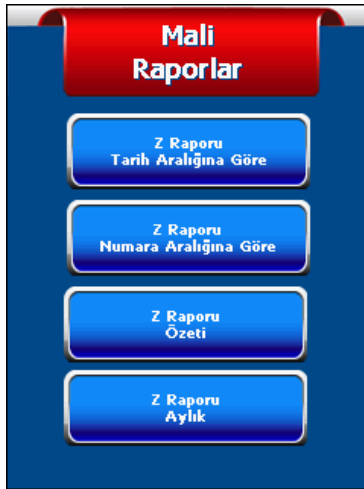 Mali
Raporlar
Z Raporu
Tarih Aralığına Göre
Z Raporu
Numara Aralığına Göre
Z Raporu
Özeti
Z Raporu
Aylık